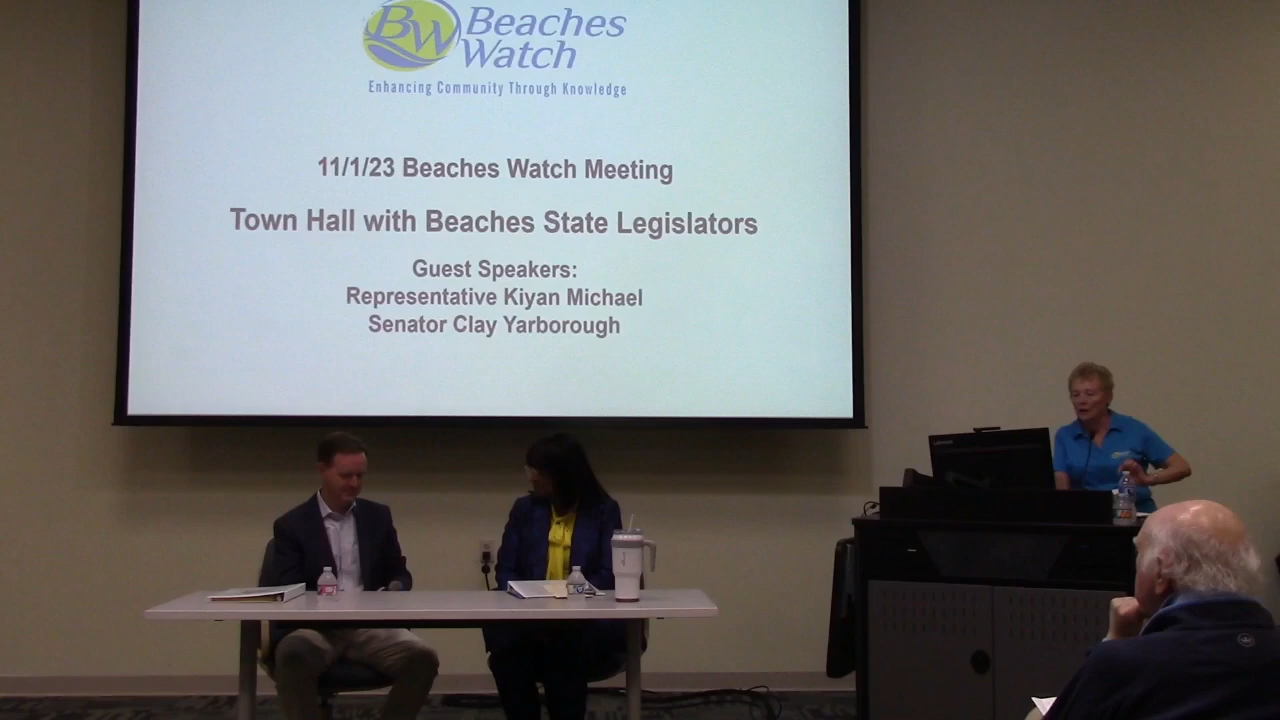 BW Beaches
Watch
Enhancing Community Through Knowledge
11/1/23 Beaches Watch Meeting
Town Hall with Beaches State Legislators
Guest Speakers:
Representative Kiyan Michael
Senator Clay Yarborough